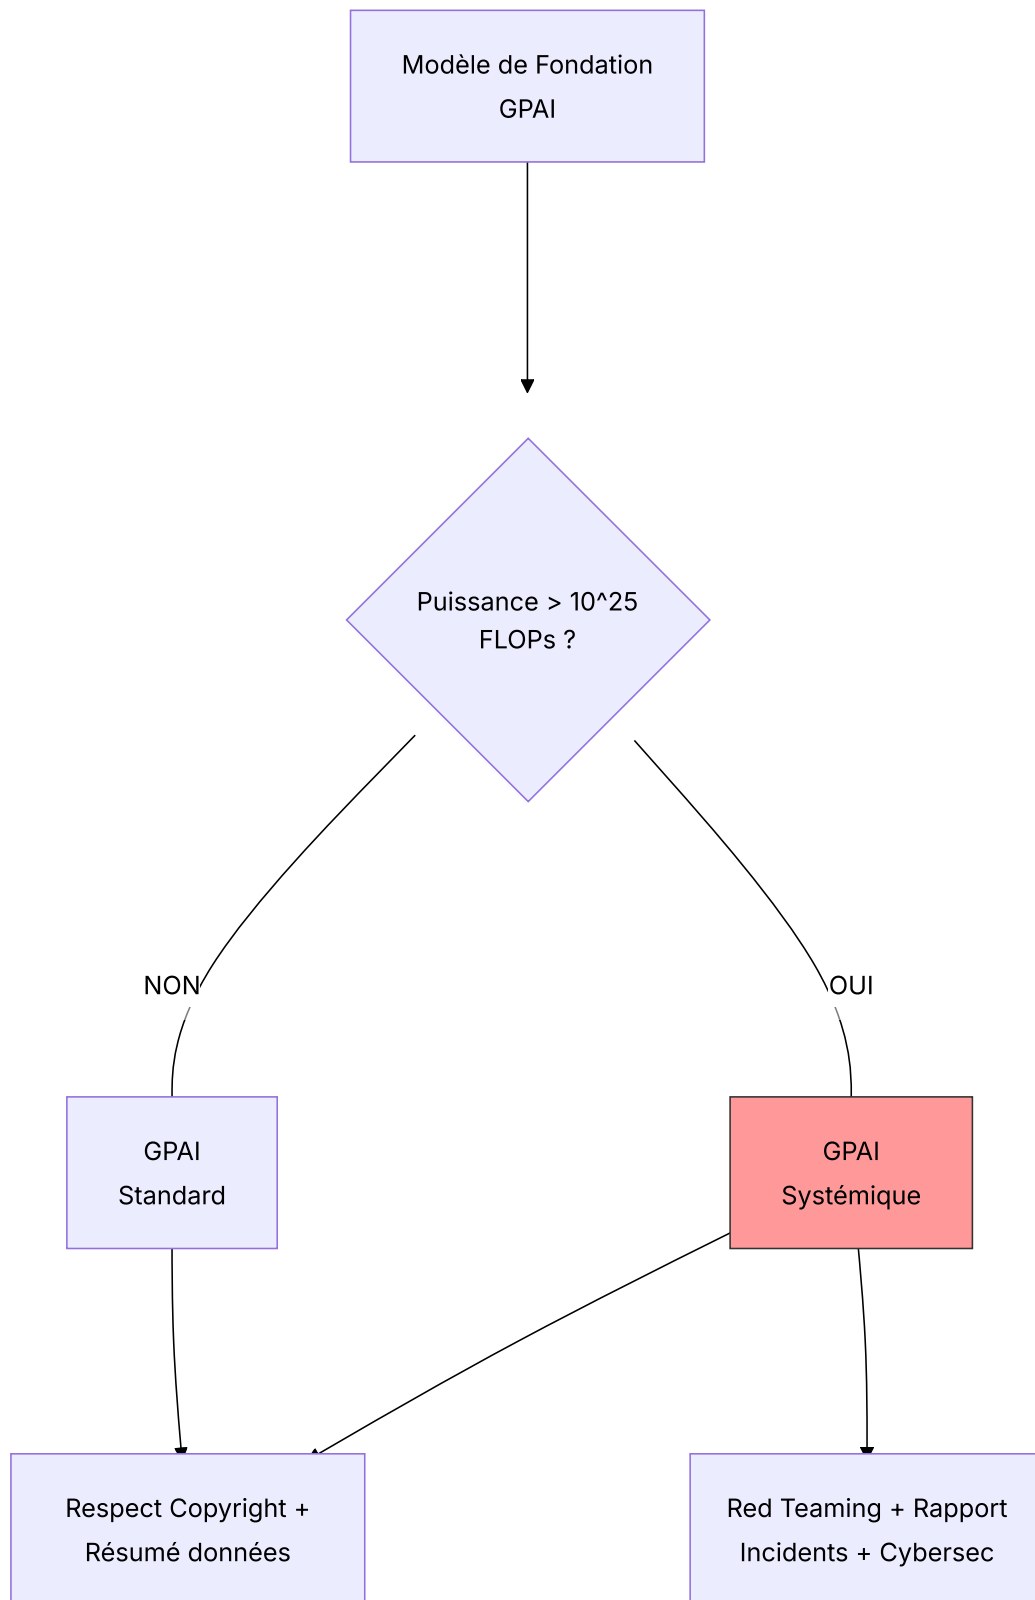 Modèle de Fondation
GPAI
Puissance > 10^25
FLOPs ?
NON
OUI
GPAI
Standard
GPAI
Systémique
Respect Copyright +
Résumé données
Red Teaming + Rapport
Incidents + Cybersec